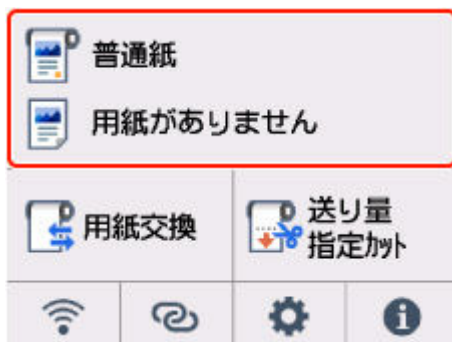 普通紙
用紙がありません
用紙交換
送り量
指定ｶｯﾄ